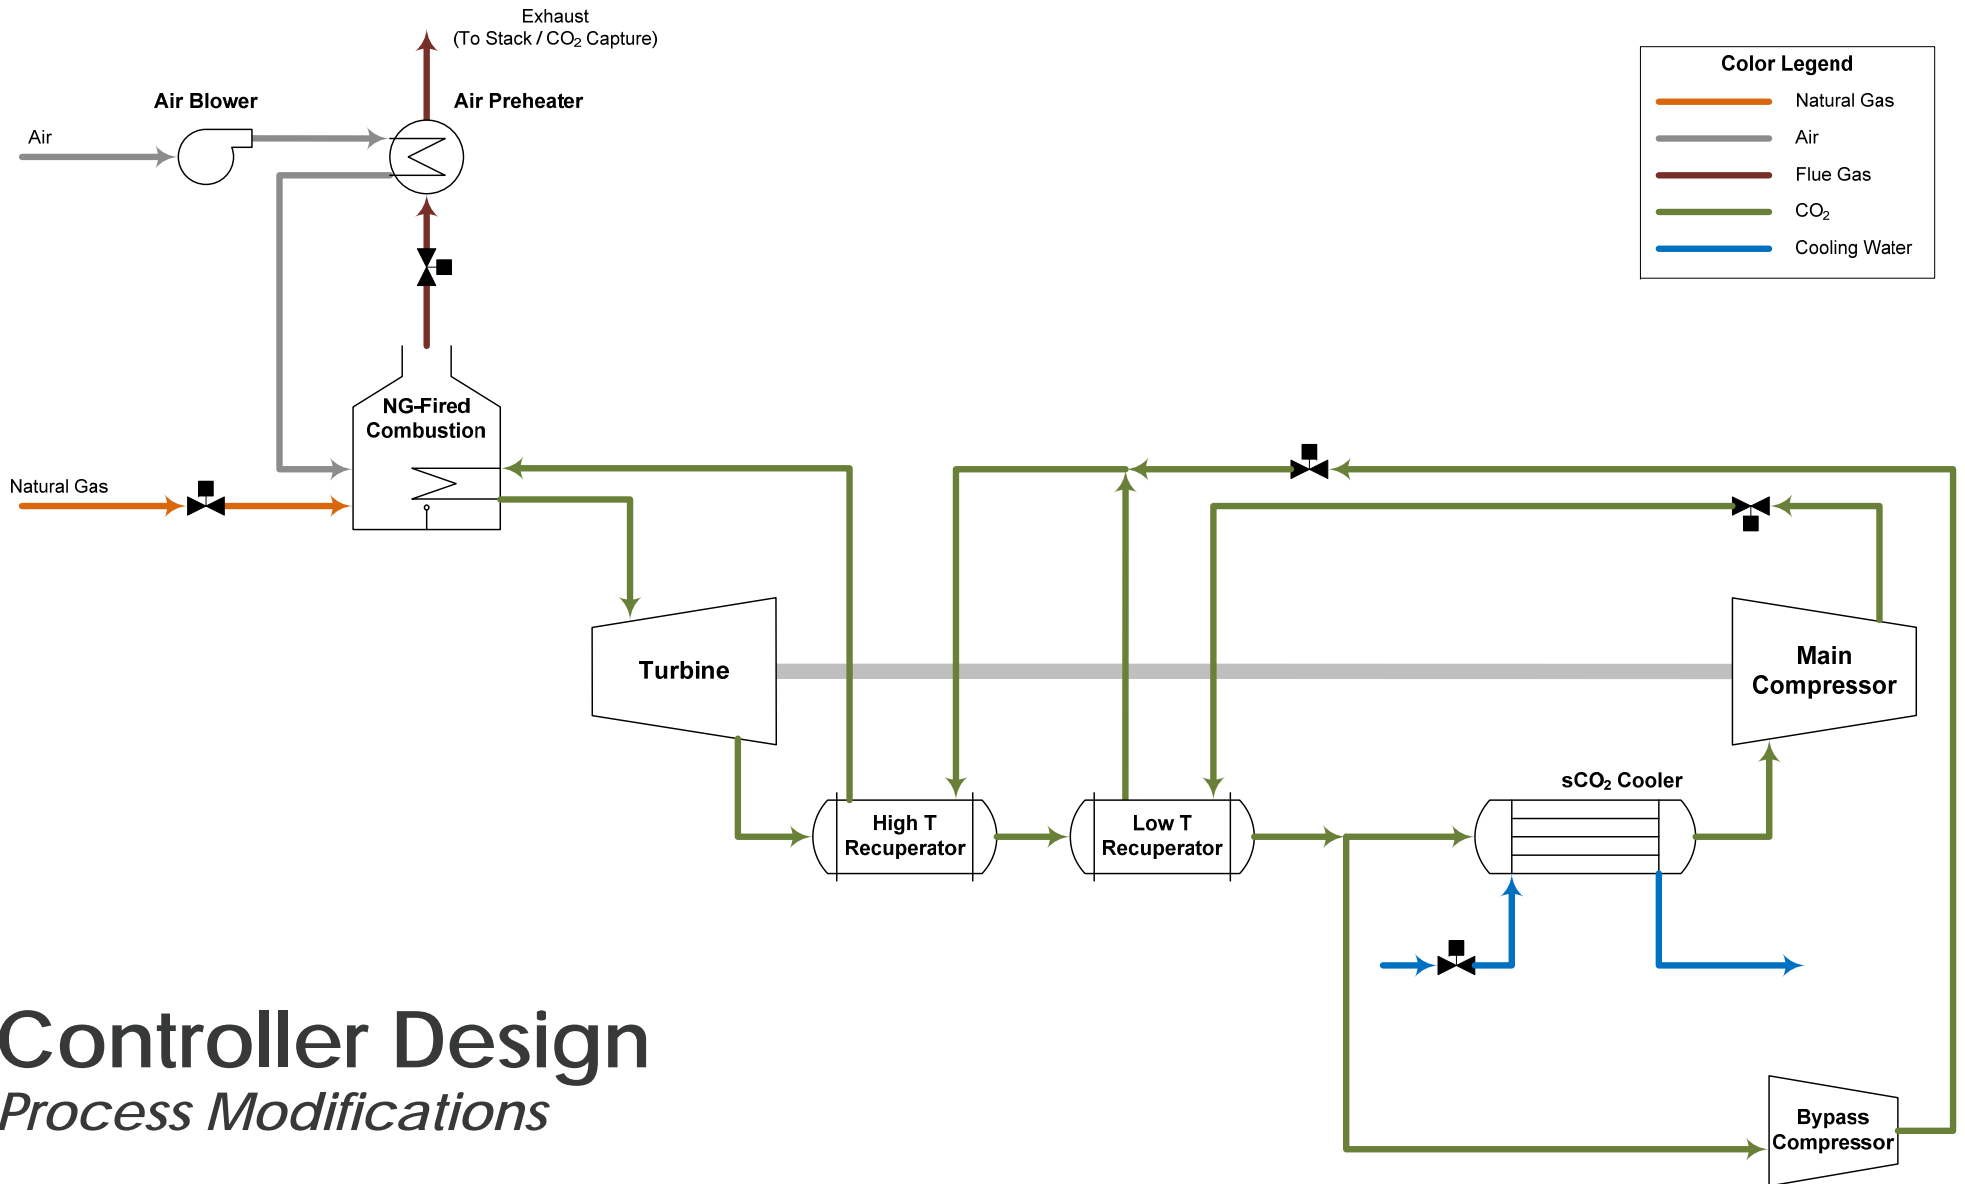 Exhaust
(To Stack / CO₂ Capture)
Color Legend
Natural Gas
Air
Flue Gas
CO₂
Cooling Water
Air Blower
Air Preheater
Air
NG-Fired
Combustion
Natural Gas
Turbine
Main
Compressor
sCO₂ Cooler
High T
Recuperator
Low T
Recuperator
Controller Design
Process Modifications
Bypass
Compressor